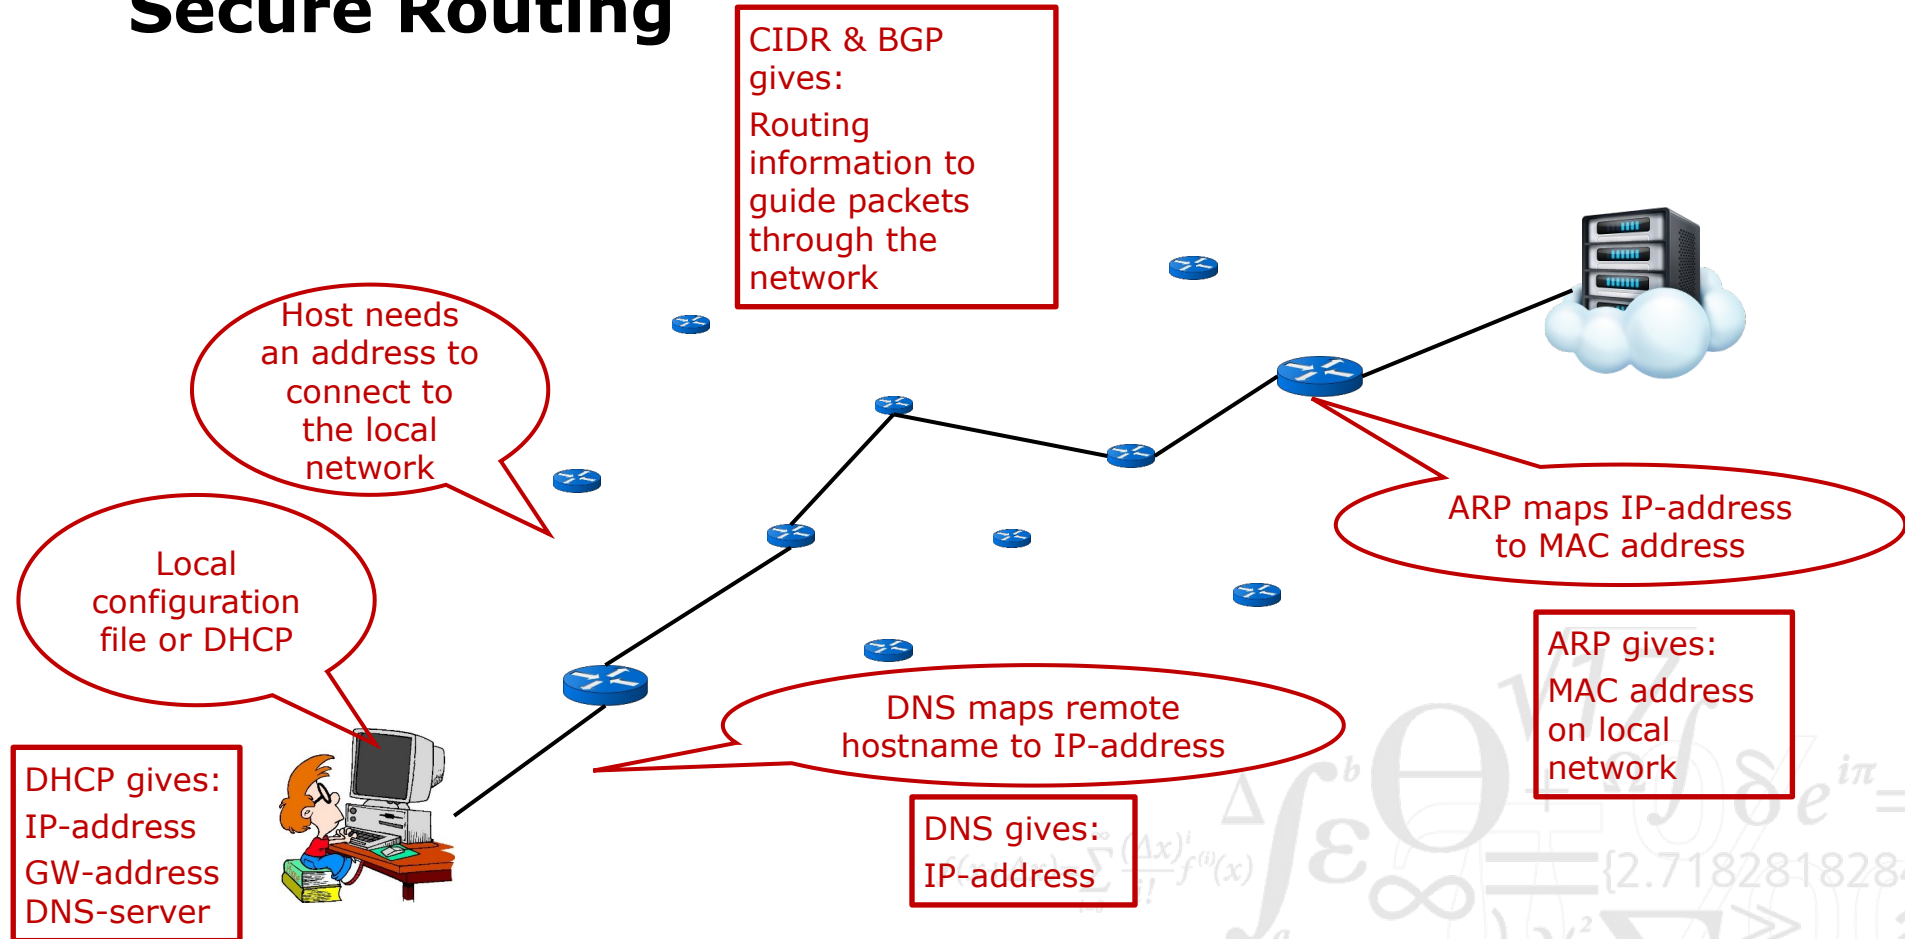 Secure Routing
CIDR & BGP
gives:
Routing
information to
guide packets
through the
network
Host needs
an address to
connect to
the local
network
Local
configuration
file or DHCP
ARP maps IP-address
to MAC address
ARP gives:
MAC address
on local
network
DNS maps remote
hostname to IP-address
DHCP gives:
IP-address
GW-address
DNS-server
DNS gives:
IP-address
{2.718281828